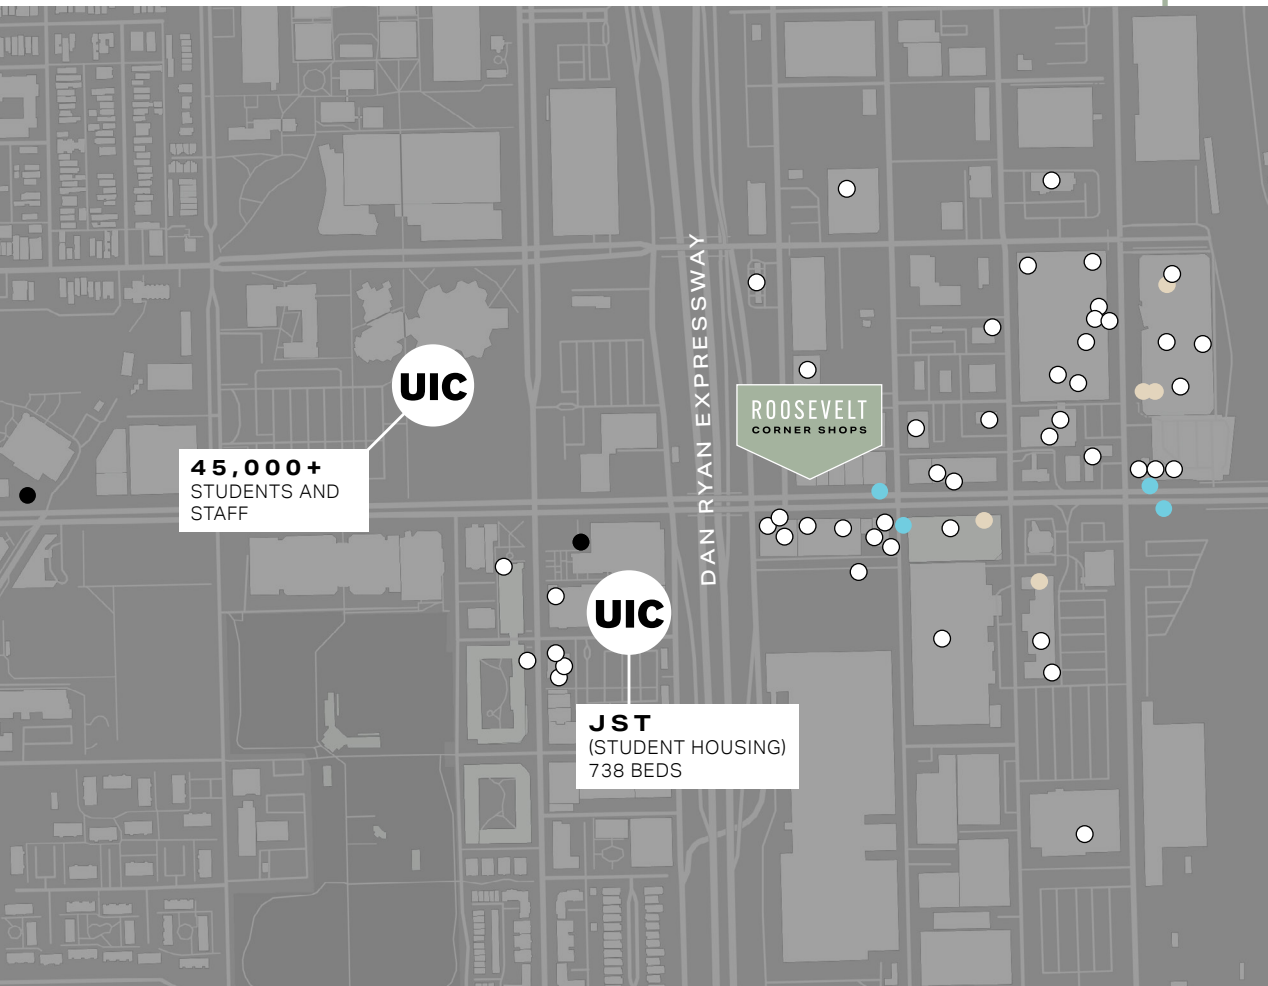 DAN RYAN EXPRESSWAY
UIC
45,000+
STUDENTS AND
STAFF
ROOSEVELT
CORNER SHOPS
UIC
JST
(STUDENT HOUSING)
738 BEDS